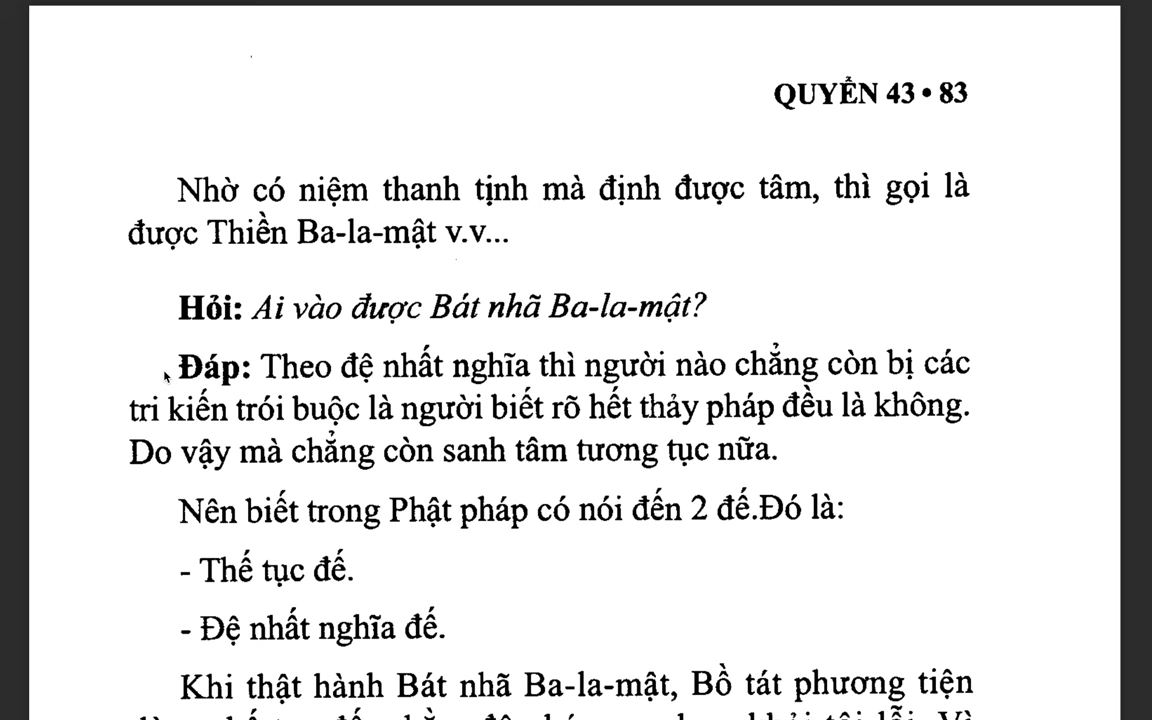 QUYỂN 43 • 83
Nhờ có niệm thanh tịnh mà định được tâm, thì gọi là
được Thiền Ba-la-mật v.v...
Hỏi: Ai vào được Bát nhã Ba-la-mật?
Đáp: Theo đệ nhất nghĩa thì người nào chẳng còn bị các
tri kiến trói buộc là người biết rõ hết thảy pháp đều là không.
Do vậy mà chẳng còn sanh tâm tương tục nữa.
Nên biết trong Phật pháp có nói đến 2 đế.Đó là:
- Thế tục đế.
- Đệ nhất nghĩa đế.
Khi thật hành Bát nhã Ba-la-mật, Bồ tát phương tiện